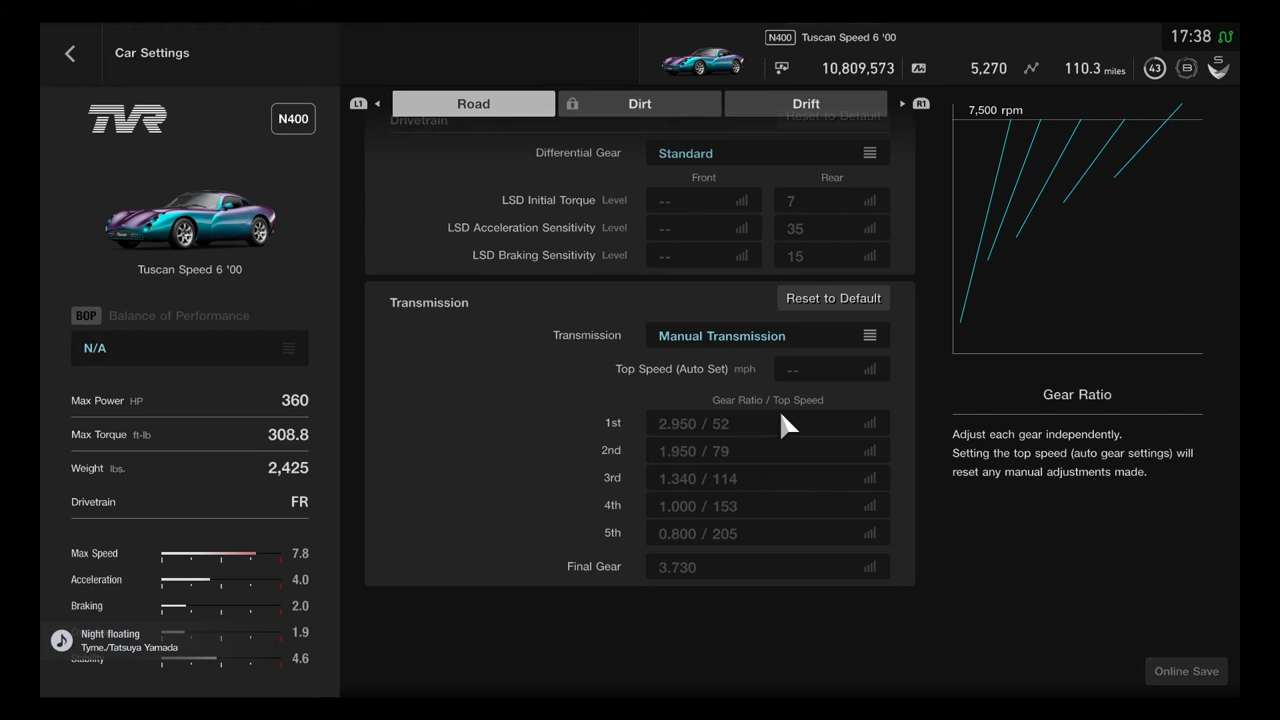 Car Settings
N400 Tuscan Speed 6 '00
17:38
10,809,573
5,270
110.3 miles
43
B
S
TVR
N400
Tuscan Speed 6 '00
BOP Balance of Performance
N/A
Max Power HP 360
Max Torque ft-lb 308.8
Weight lbs. 2,425
Drivetrain FR
Max Speed 7.8
Acceleration 4.0
Braking 2.0
1.9
Stability 4.6
Night floating
Tyme./Tatsuya Yamada
L1 Road Dirt Drift R1
Drivetrain Reset to Default
Differential Gear Standard
Front Rear
LSD Initial Torque Level -- 7
LSD Acceleration Sensitivity Level -- 35
LSD Braking Sensitivity Level -- 15
Transmission Reset to Default
Transmission Manual Transmission
Top Speed (Auto Set) mph --
Gear Ratio / Top Speed
1st 2.950 / 52
2nd 1.950 / 79
3rd 1.340 / 114
4th 1.000 / 153
5th 0.800 / 205
Final Gear 3.730
7,500 rpm
Gear Ratio
Adjust each gear independently.
Setting the top speed (auto gear settings) will
reset any manual adjustments made.
Online Save